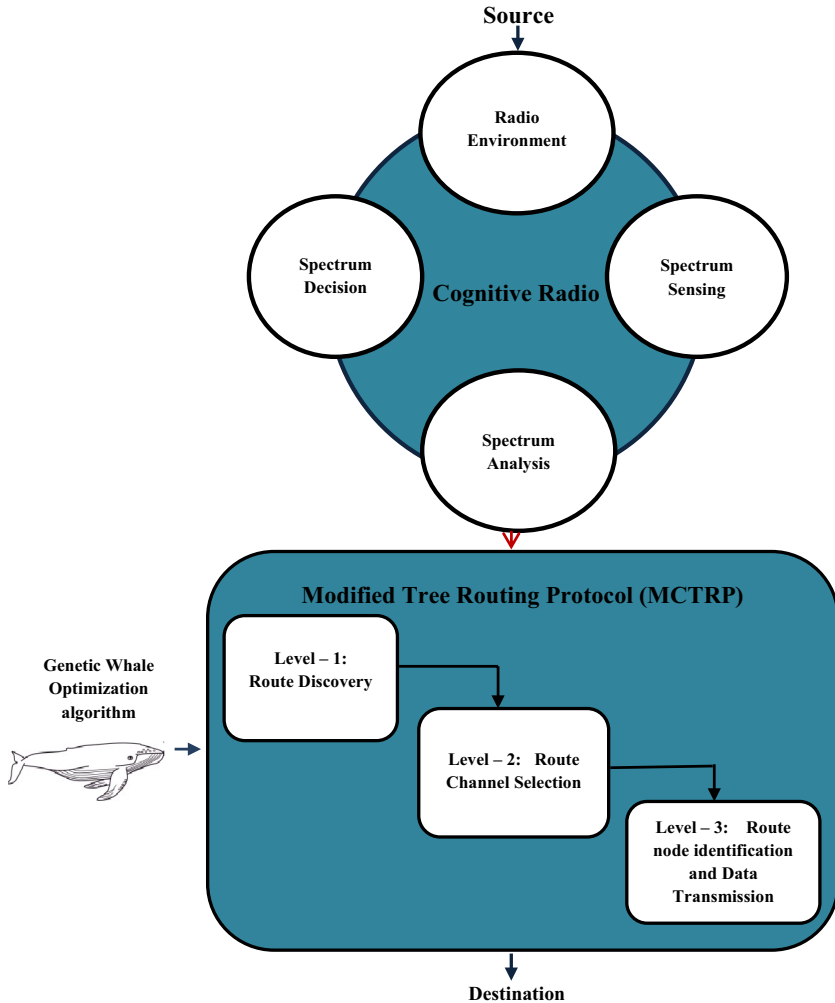 Source
Radio
Environment
Spectrum
Decision
Cognitive Radio
Spectrum
Sensing
Spectrum
Analysis
Modified Tree Routing Protocol (MCTRP)
Genetic Whale
Optimization
algorithm
Level – 1:
Route Discovery
Level – 2: Route
Channel Selection
Level – 3: Route
node identification
and Data
Transmission
Destination